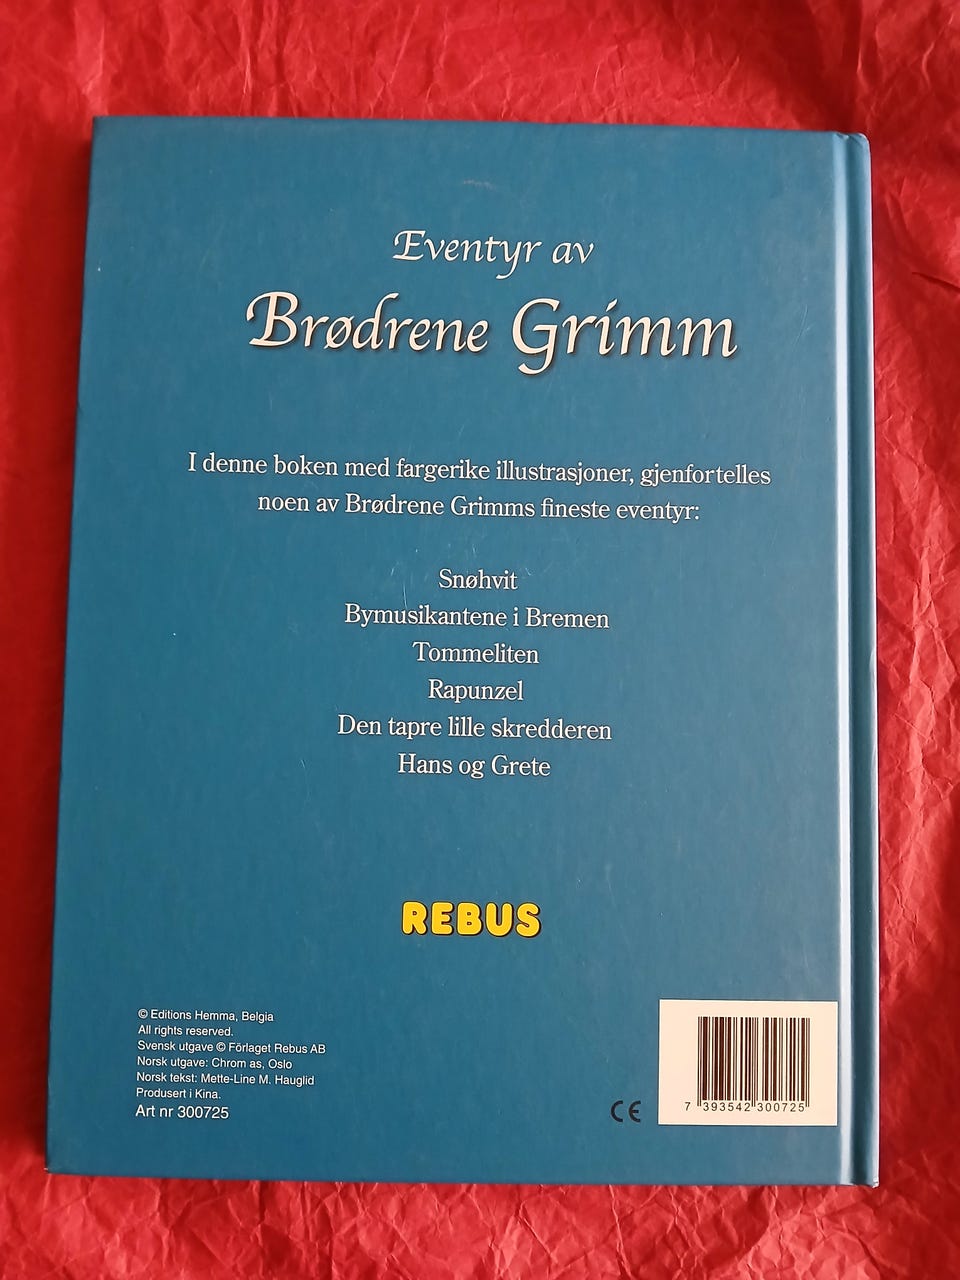 Eventyr av
Brødrene Grimm
I denne boken med fargerike illustrasjoner, gjenfortelles
noen av Brødrene Grimms fineste eventyr:
Snøhvit
Bymusikantene i Bremen
Tommeliten
Rapunzel
Den tapre lille skredderen
Hans og Grete
REBUS
© Editions Hemma, Belgia
All rights reserved.
Svensk utgave © Förlaget Rebus AB
Norsk utgave: Chrom as, Oslo
Norsk tekst: Mette-Line M. Hauglid
Produsert i Kina.
Art nr 300725
CE
7 393542 300725